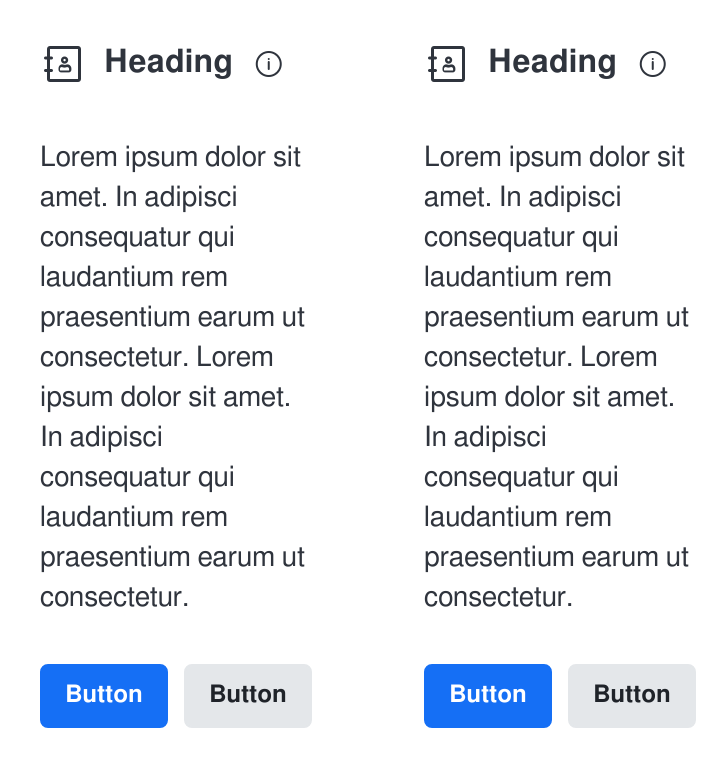 Heading
Lorem ipsum dolor sit
amet. In adipisci
consequatur qui
laudantium rem
praesentium earum ut
consectetur. Lorem
ipsum dolor sit amet.
In adipisci
consequatur qui
laudantium rem
praesentium earum ut
consectetur.
Button
Button
Heading
Lorem ipsum dolor sit
amet. In adipisci
consequatur qui
laudantium rem
praesentium earum ut
consectetur. Lorem
ipsum dolor sit amet.
In adipisci
consequatur qui
laudantium rem
praesentium earum ut
consectetur.
Button
Button